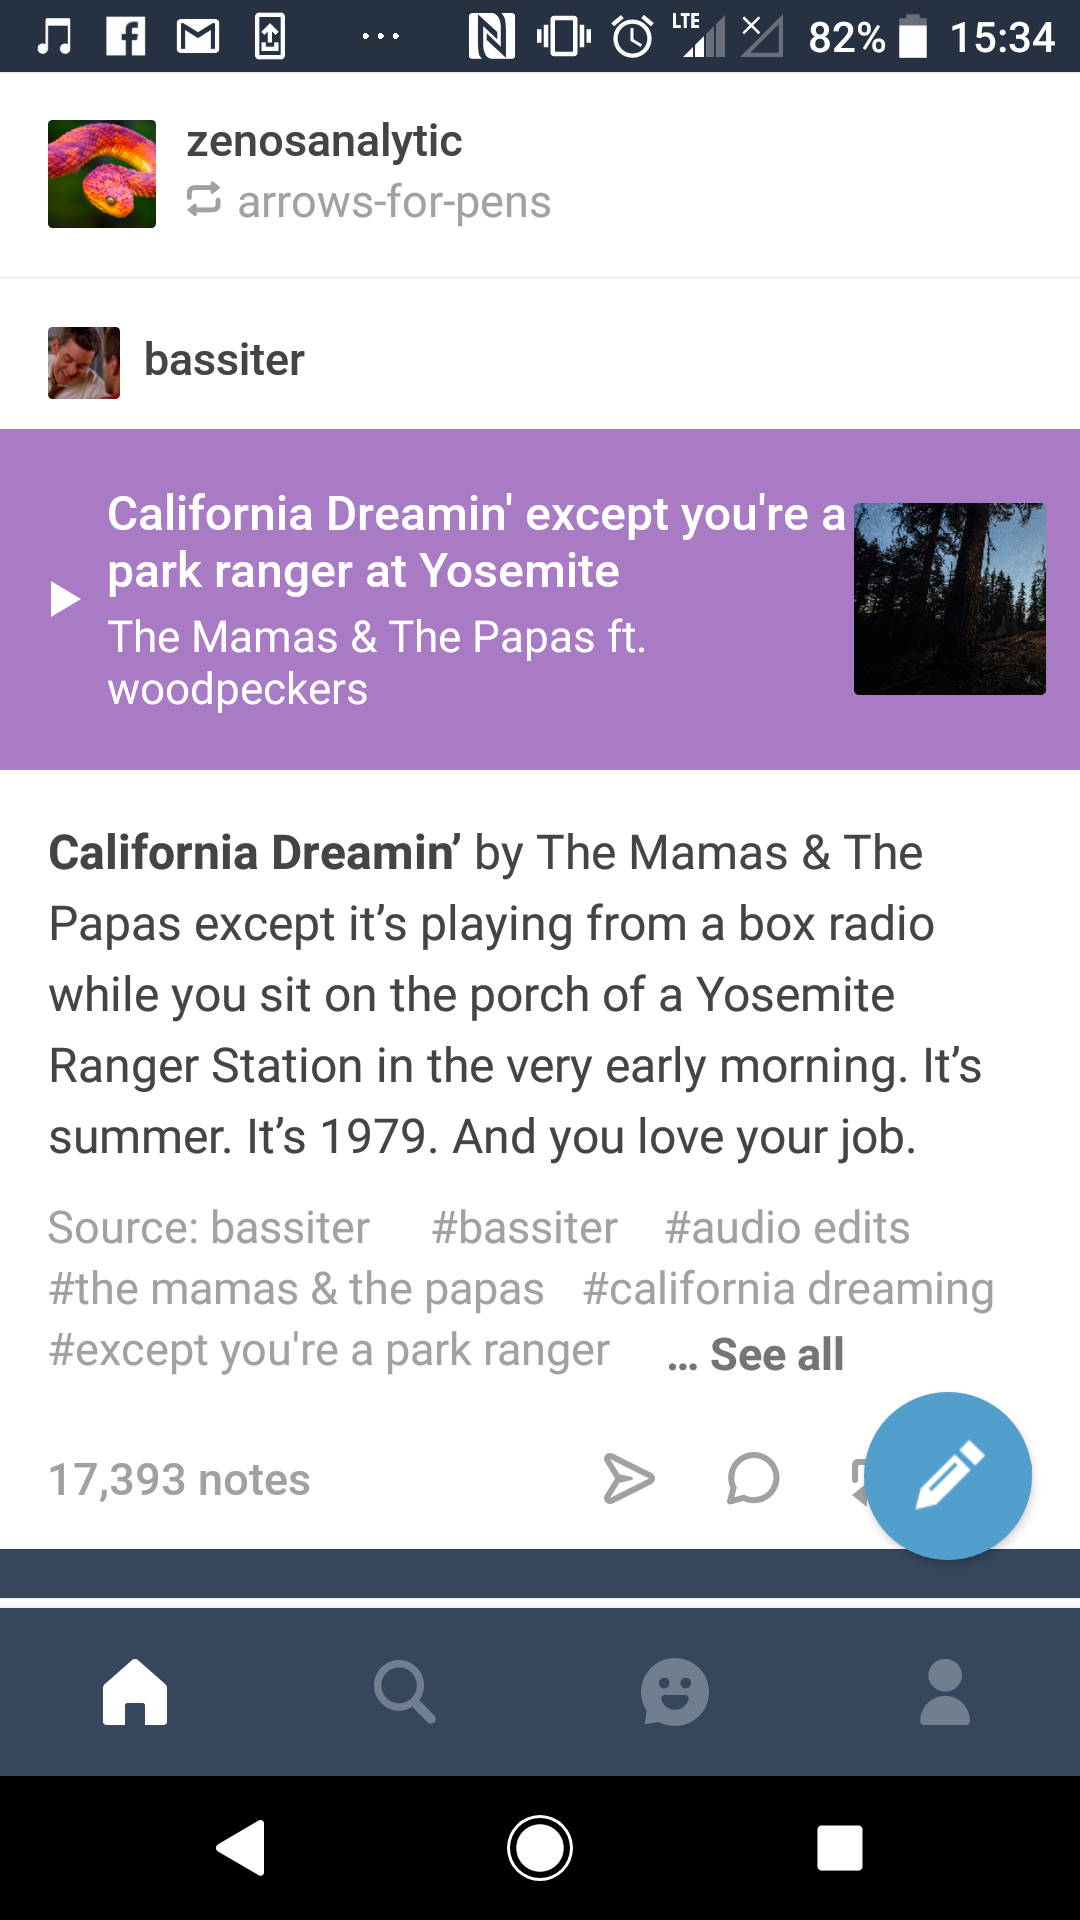 LTE
82%
15:34
zenosanalytic
arrows-for-pens
bassiter
California Dreamin' except you're a
park ranger at Yosemite
The Mamas & The Papas ft.
woodpeckers
California Dreamin’ by The Mamas & The
Papas except it’s playing from a box radio
while you sit on the porch of a Yosemite
Ranger Station in the very early morning. It’s
summer. It’s 1979. And you love your job.
Source: bassiter #bassiter #audio edits
#the mamas & the papas #california dreaming
#except you're a park ranger ... See all
17,393 notes